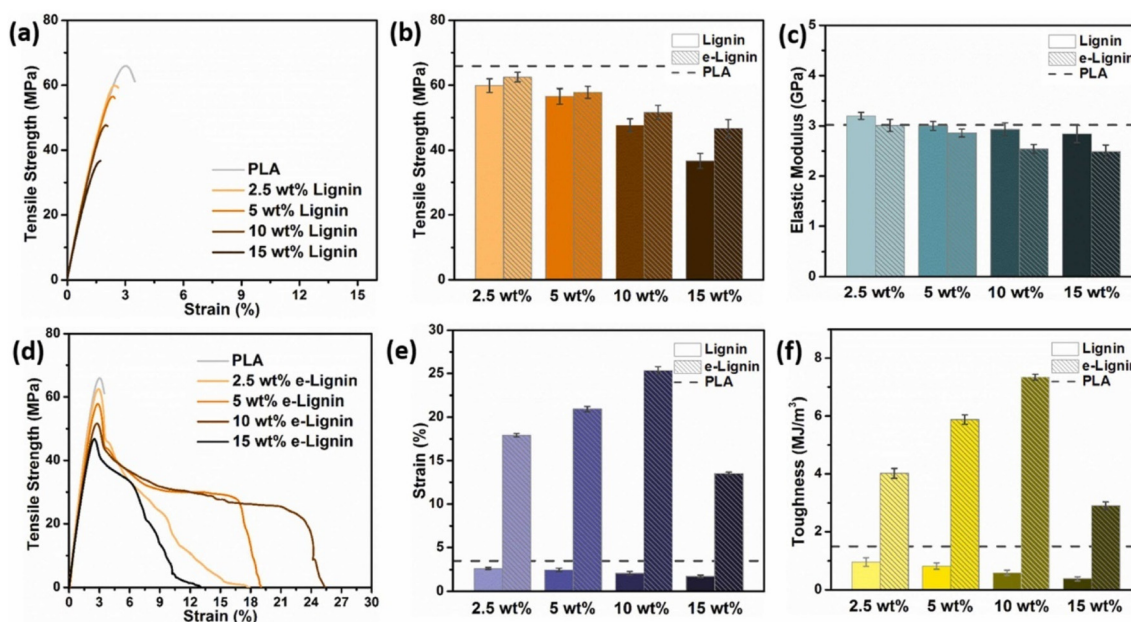 (a)
80
60
40
20
0
Tensile Strength (MPa)
PLA
2.5 wt% Lignin
5 wt% Lignin
10 wt% Lignin
15 wt% Lignin
0 3 6 9 12 15
Strain (%)
(b)
80
60
40
20
0
Tensile Strength (MPa)
Lignin
e-Lignin
PLA
2.5 wt% 5 wt% 10 wt% 15 wt%
(c)
5
4
3
2
1
0
Elastic Modulus (GPa)
Lignin
e-Lignin
PLA
2.5 wt% 5 wt% 10 wt% 15 wt%
(d)
80
60
40
20
0
Tensile Strength (MPa)
PLA
2.5 wt% e-Lignin
5 wt% e-Lignin
10 wt% e-Lignin
15 wt% e-Lignin
0 3 6 9 12 15 18 21 24 27 30
Strain (%)
(e)
30
25
20
15
10
5
0
Strain (%)
Lignin
e-Lignin
PLA
2.5 wt% 5 wt% 10 wt% 15 wt%
(f)
8
6
4
2
0
Toughness (MJ/m³)
Lignin
e-Lignin
PLA
2.5 wt% 5 wt% 10 wt% 15 wt%